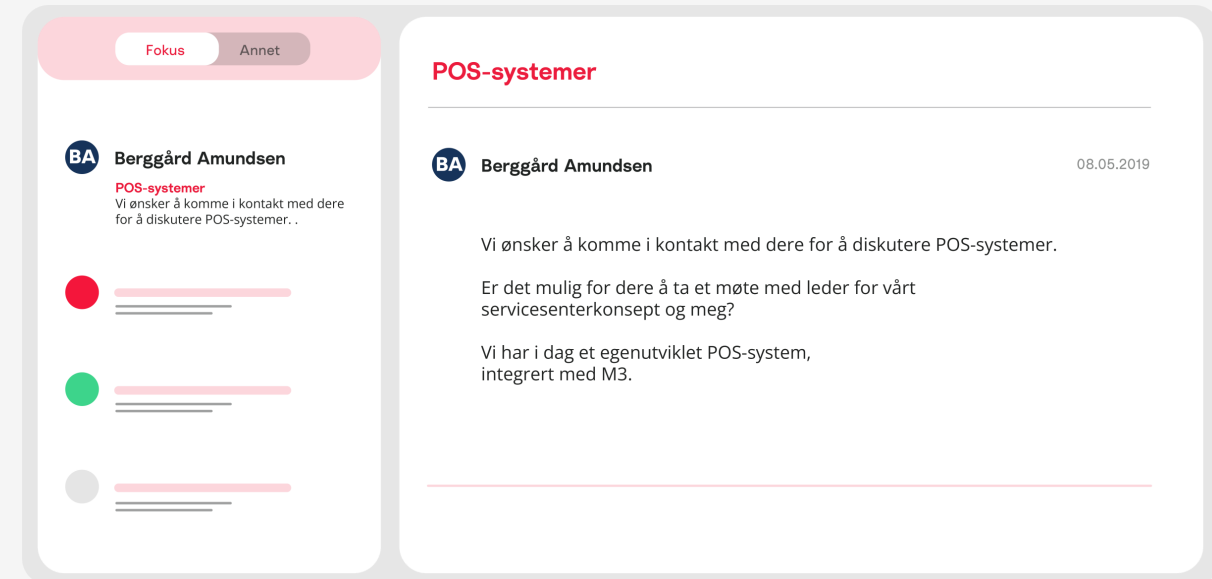 Fokus
Annet
BA
Berggård Amundsen
POS-systemer
Vi ønsker å komme i kontakt med dere
for å diskutere POS-systemer. .
POS-systemer
BA
Berggård Amundsen
08.05.2019
Vi ønsker å komme i kontakt med dere for å diskutere POS-systemer.
Er det mulig for dere å ta et møte med leder for vårt
servicesenterkonsept og meg?
Vi har i dag et egenutviklet POS-system,
integrert med M3.